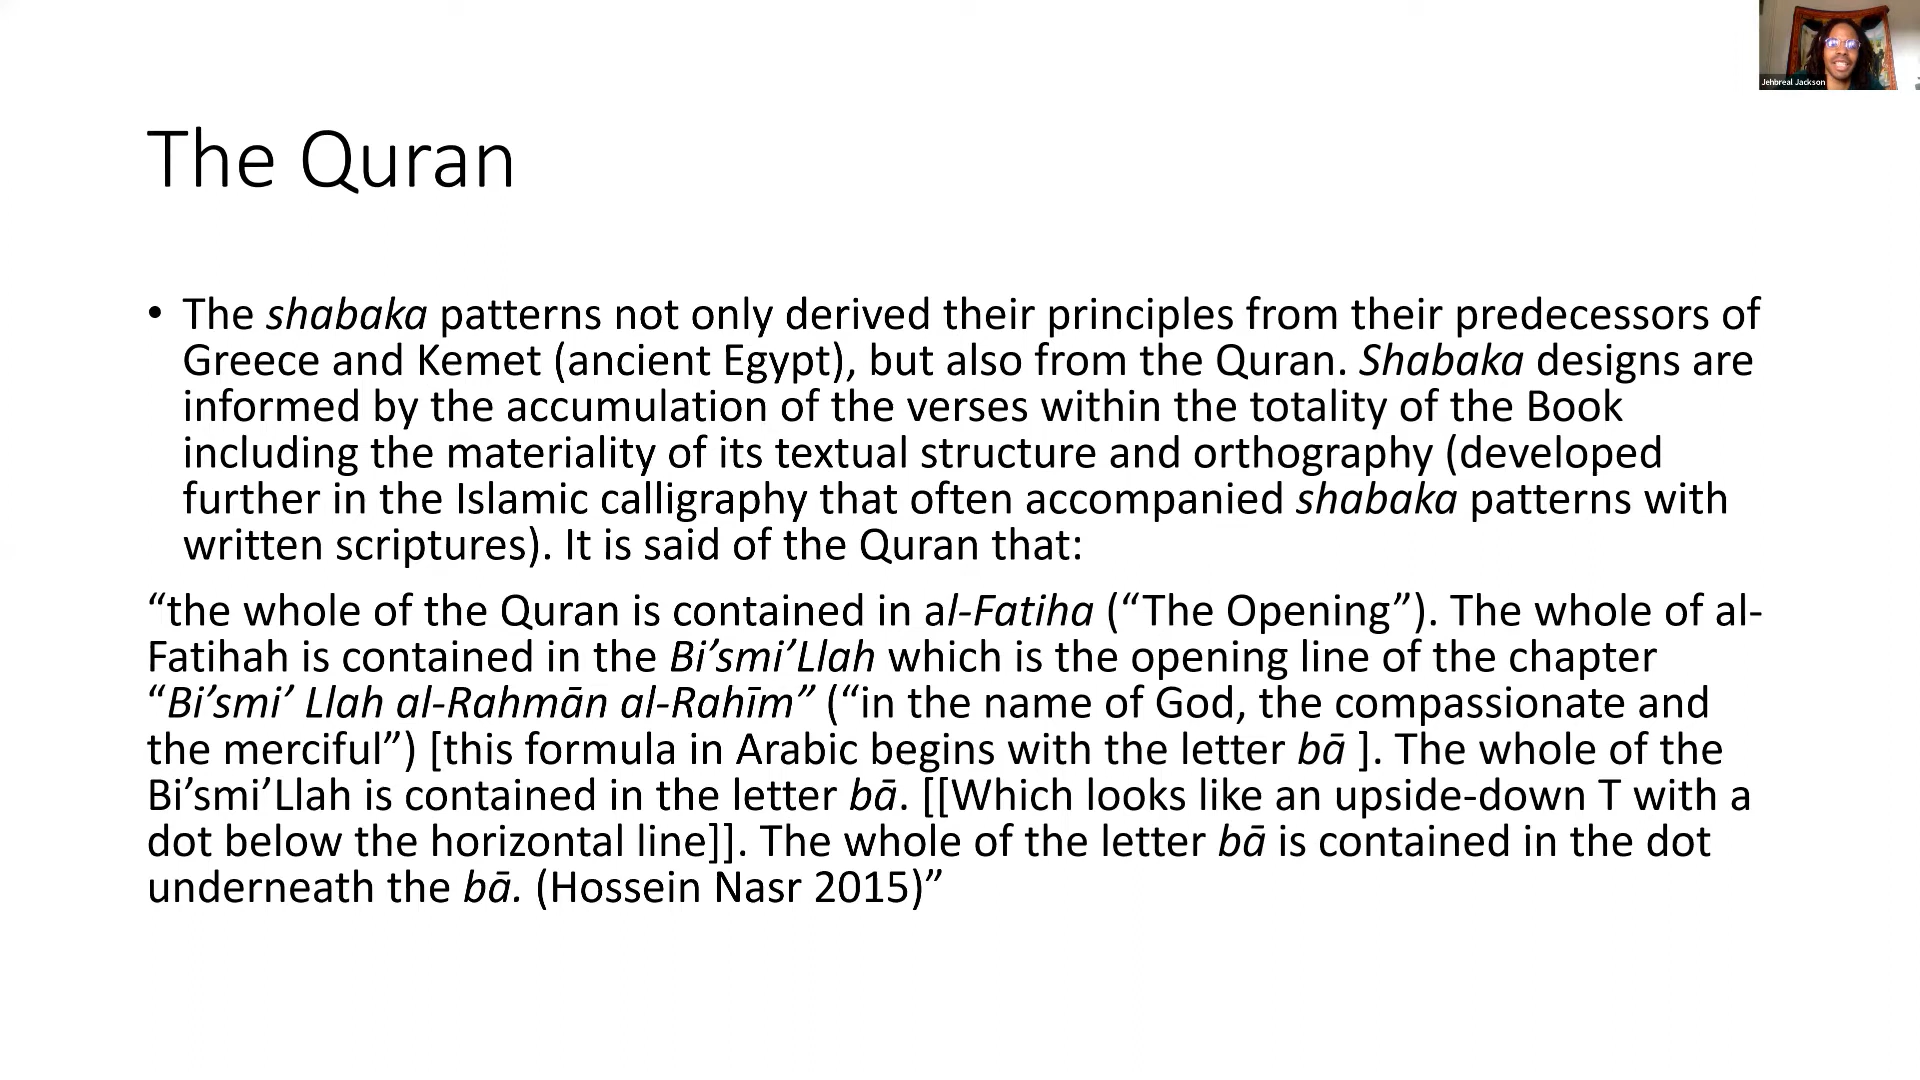 Jehbreal Jackson
The Quran
• The shabaka patterns not only derived their principles from their predecessors of
Greece and Kemet (ancient Egypt), but also from the Quran. Shabaka designs are
informed by the accumulation of the verses within the totality of the Book
including the materiality of its textual structure and orthography (developed
further in the Islamic calligraphy that often accompanied shabaka patterns with
written scriptures). It is said of the Quran that:
“the whole of the Quran is contained in al-Fatiha (“The Opening”). The whole of al-
Fatihah is contained in the Bi’smi’Llah which is the opening line of the chapter
“Bi’smi’ Llah al-Rahmān al-Rahīm” (“in the name of God, the compassionate and
the merciful”) [this formula in Arabic begins with the letter bā ]. The whole of the
Bi’smi’Llah is contained in the letter bā. [[Which looks like an upside-down T with a
dot below the horizontal line]]. The whole of the letter bā is contained in the dot
underneath the bā. (Hossein Nasr 2015)”